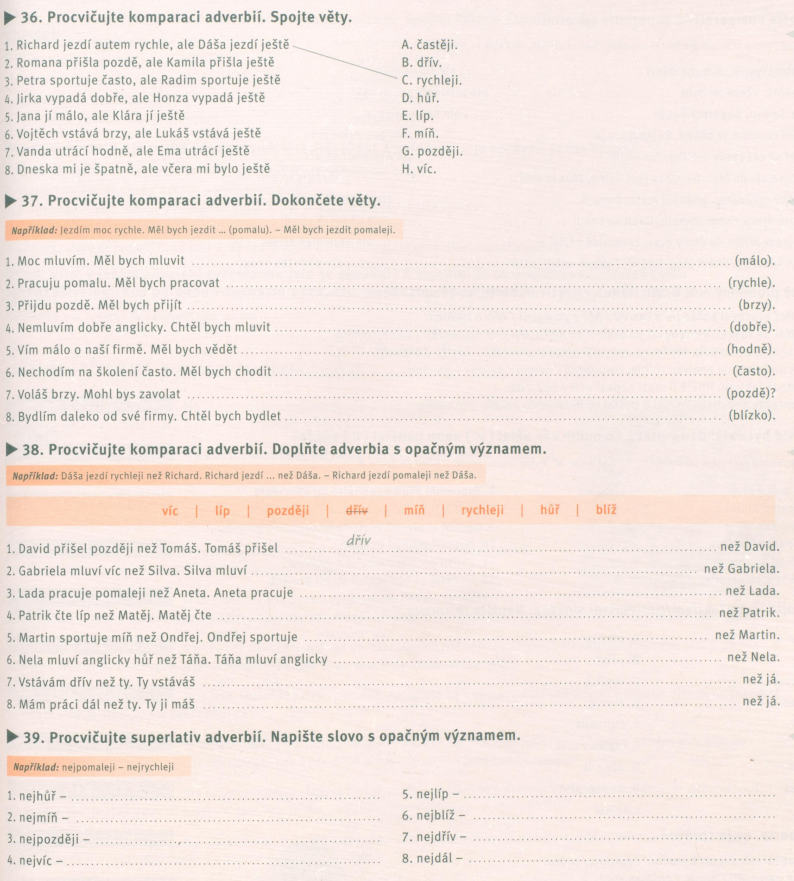 ▶ 36. Procvičujte komparaci adverbií. Spojte věty.
1. Richard jezdí autem rychle, ale Dáša jezdí ještě
2. Romana přišla pozdě, ale Kamila přišla ještě
3. Petra sportuje často, ale Radim sportuje ještě
4. Jirka vypadá dobře, ale Honza vypadá ještě
5. Jana jí málo, ale Klára jí ještě
6. Vojtěch vstává brzy, ale Lukáš vstává ještě
7. Vanda utrácí hodně, ale Ema utrácí ještě
8. Dneska mi je špatně, ale včera mi bylo ještě
A. častěji.
B. dřív.
C. rychleji.
D. hůř.
E. líp.
F. míň.
G. později.
H. víc.
▶ 37. Procvičujte komparaci adverbií. Dokončete věty.
Například: Jezdím moc rychle. Měl bych jezdit ... (pomalu). – Měl bych jezdit pomaleji.
1. Moc mluvím. Měl bych mluvit ........ (málo).
2. Pracuju pomalu. Měl bych pracovat ........ (rychle).
3. Přijdu pozdě. Měl bych přijít ........ (brzy).
4. Nemluvím dobře anglicky. Chtěl bych mluvit ........ (dobře).
5. Vím málo o naší firmě. Měl bych vědět ........ (hodně).
6. Nechodím na školení často. Měl bych chodit ........ (často).
7. Voláš brzy. Mohl bys zavolat ........ (pozdě)?
8. Bydlím daleko od své firmy. Chtěl bych bydlet ........ (blízko).
▶ 38. Procvičujte komparaci adverbií. Doplňte adverbia s opačným významem.
Například: Dáša jezdí rychleji než Richard. Richard jezdí ... než Dáša. – Richard jezdí pomaleji než Dáša.
víc | líp | později | dřív | míň | rychleji | hůř | blíž
1. David přišel později než Tomáš. Tomáš přišel ... dřív ... než David.
2. Gabriela mluví víc než Silva. Silva mluví ........ než Gabriela.
3. Lada pracuje pomaleji než Aneta. Aneta pracuje ........ než Lada.
4. Patrik čte líp než Matěj. Matěj čte ........ než Patrik.
5. Martin sportuje míň než Ondřej. Ondřej sportuje ........ než Martin.
6. Nela mluví anglicky hůř než Táňa. Táňa mluví anglicky ........ než Nela.
7. Vstávám dřív než ty. Ty vstáváš ........ než já.
8. Mám práci dál než ty. Ty ji máš ........ než já.
▶ 39. Procvičujte superlativ adverbií. Napište slovo s opačným významem.
Například: nejpomaleji – nejrychleji
1. nejhůř – ........
2. nejmíň – ........
3. nejpozději – ........
4. nejvíc – ........
5. nejlíp – ........
6. nejblíž – ........
7. nejdřív – ........
8. nejdál – ........